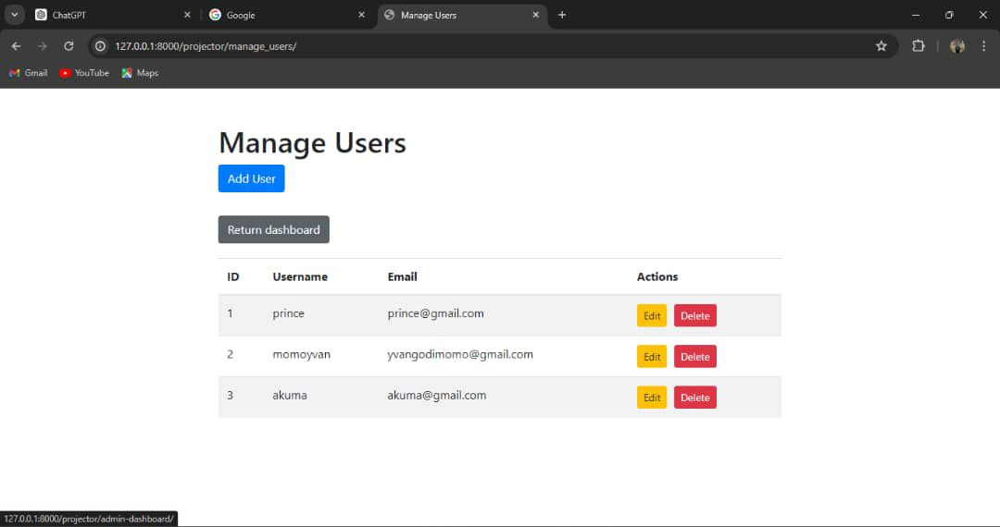 ChatGPT Google Manage Users
127.0.0.1:8000/projector/manage_users/
Gmail YouTube Maps
Manage Users
Add User
Return dashboard
ID Username Email Actions
1 prince prince@gmail.com Edit Delete
2 momoyvan yvangodimomo@gmail.com Edit Delete
3 akuma akuma@gmail.com Edit Delete
127.0.0.1:8000/projector/admin-dashboard/